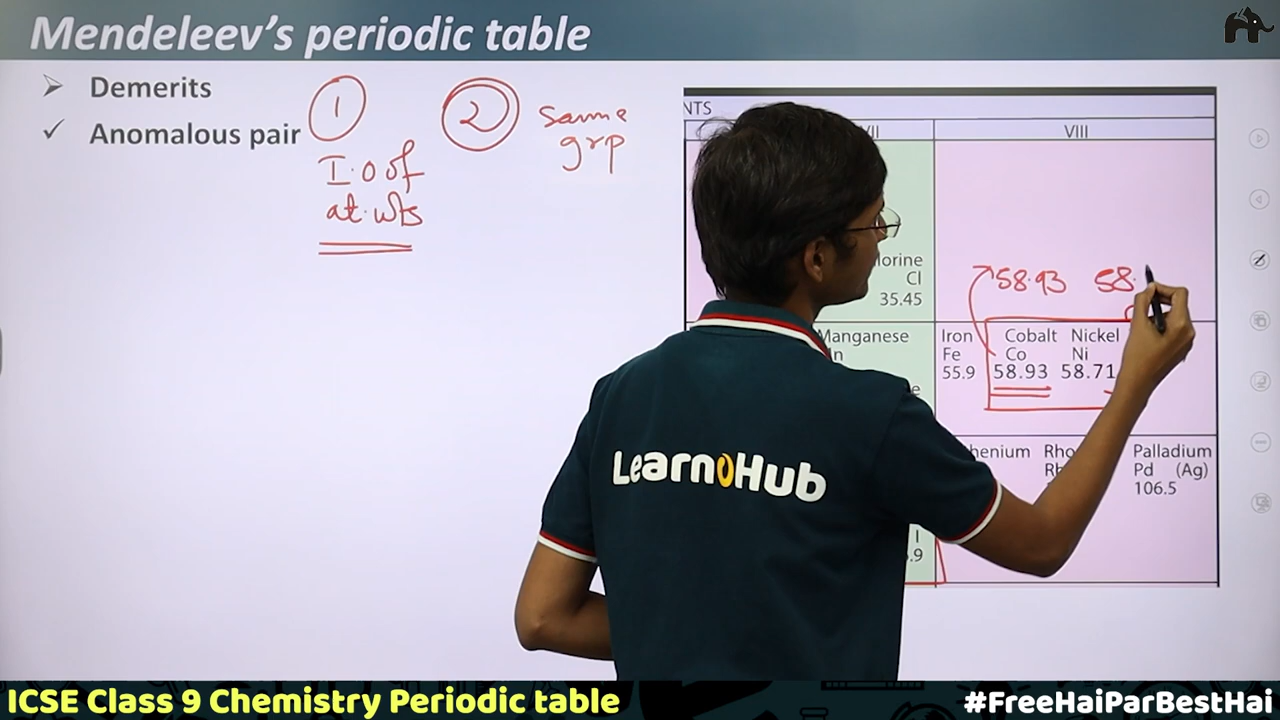 Mendeleev's periodic table
Demerits
Anomalous pair
1
I.O of
at.wts
2
same
grp
NTS
VIII
Cl
35.45
58.93 58.
Manganese
Iron Cobalt Nickel
Fe Co Ni
55.9 58.93 58.71
Palladium
Pd (Ag)
106.5
I
.9
LearnoHub
ICSE Class 9 Chemistry Periodic table
#FreeHaiParBestHai